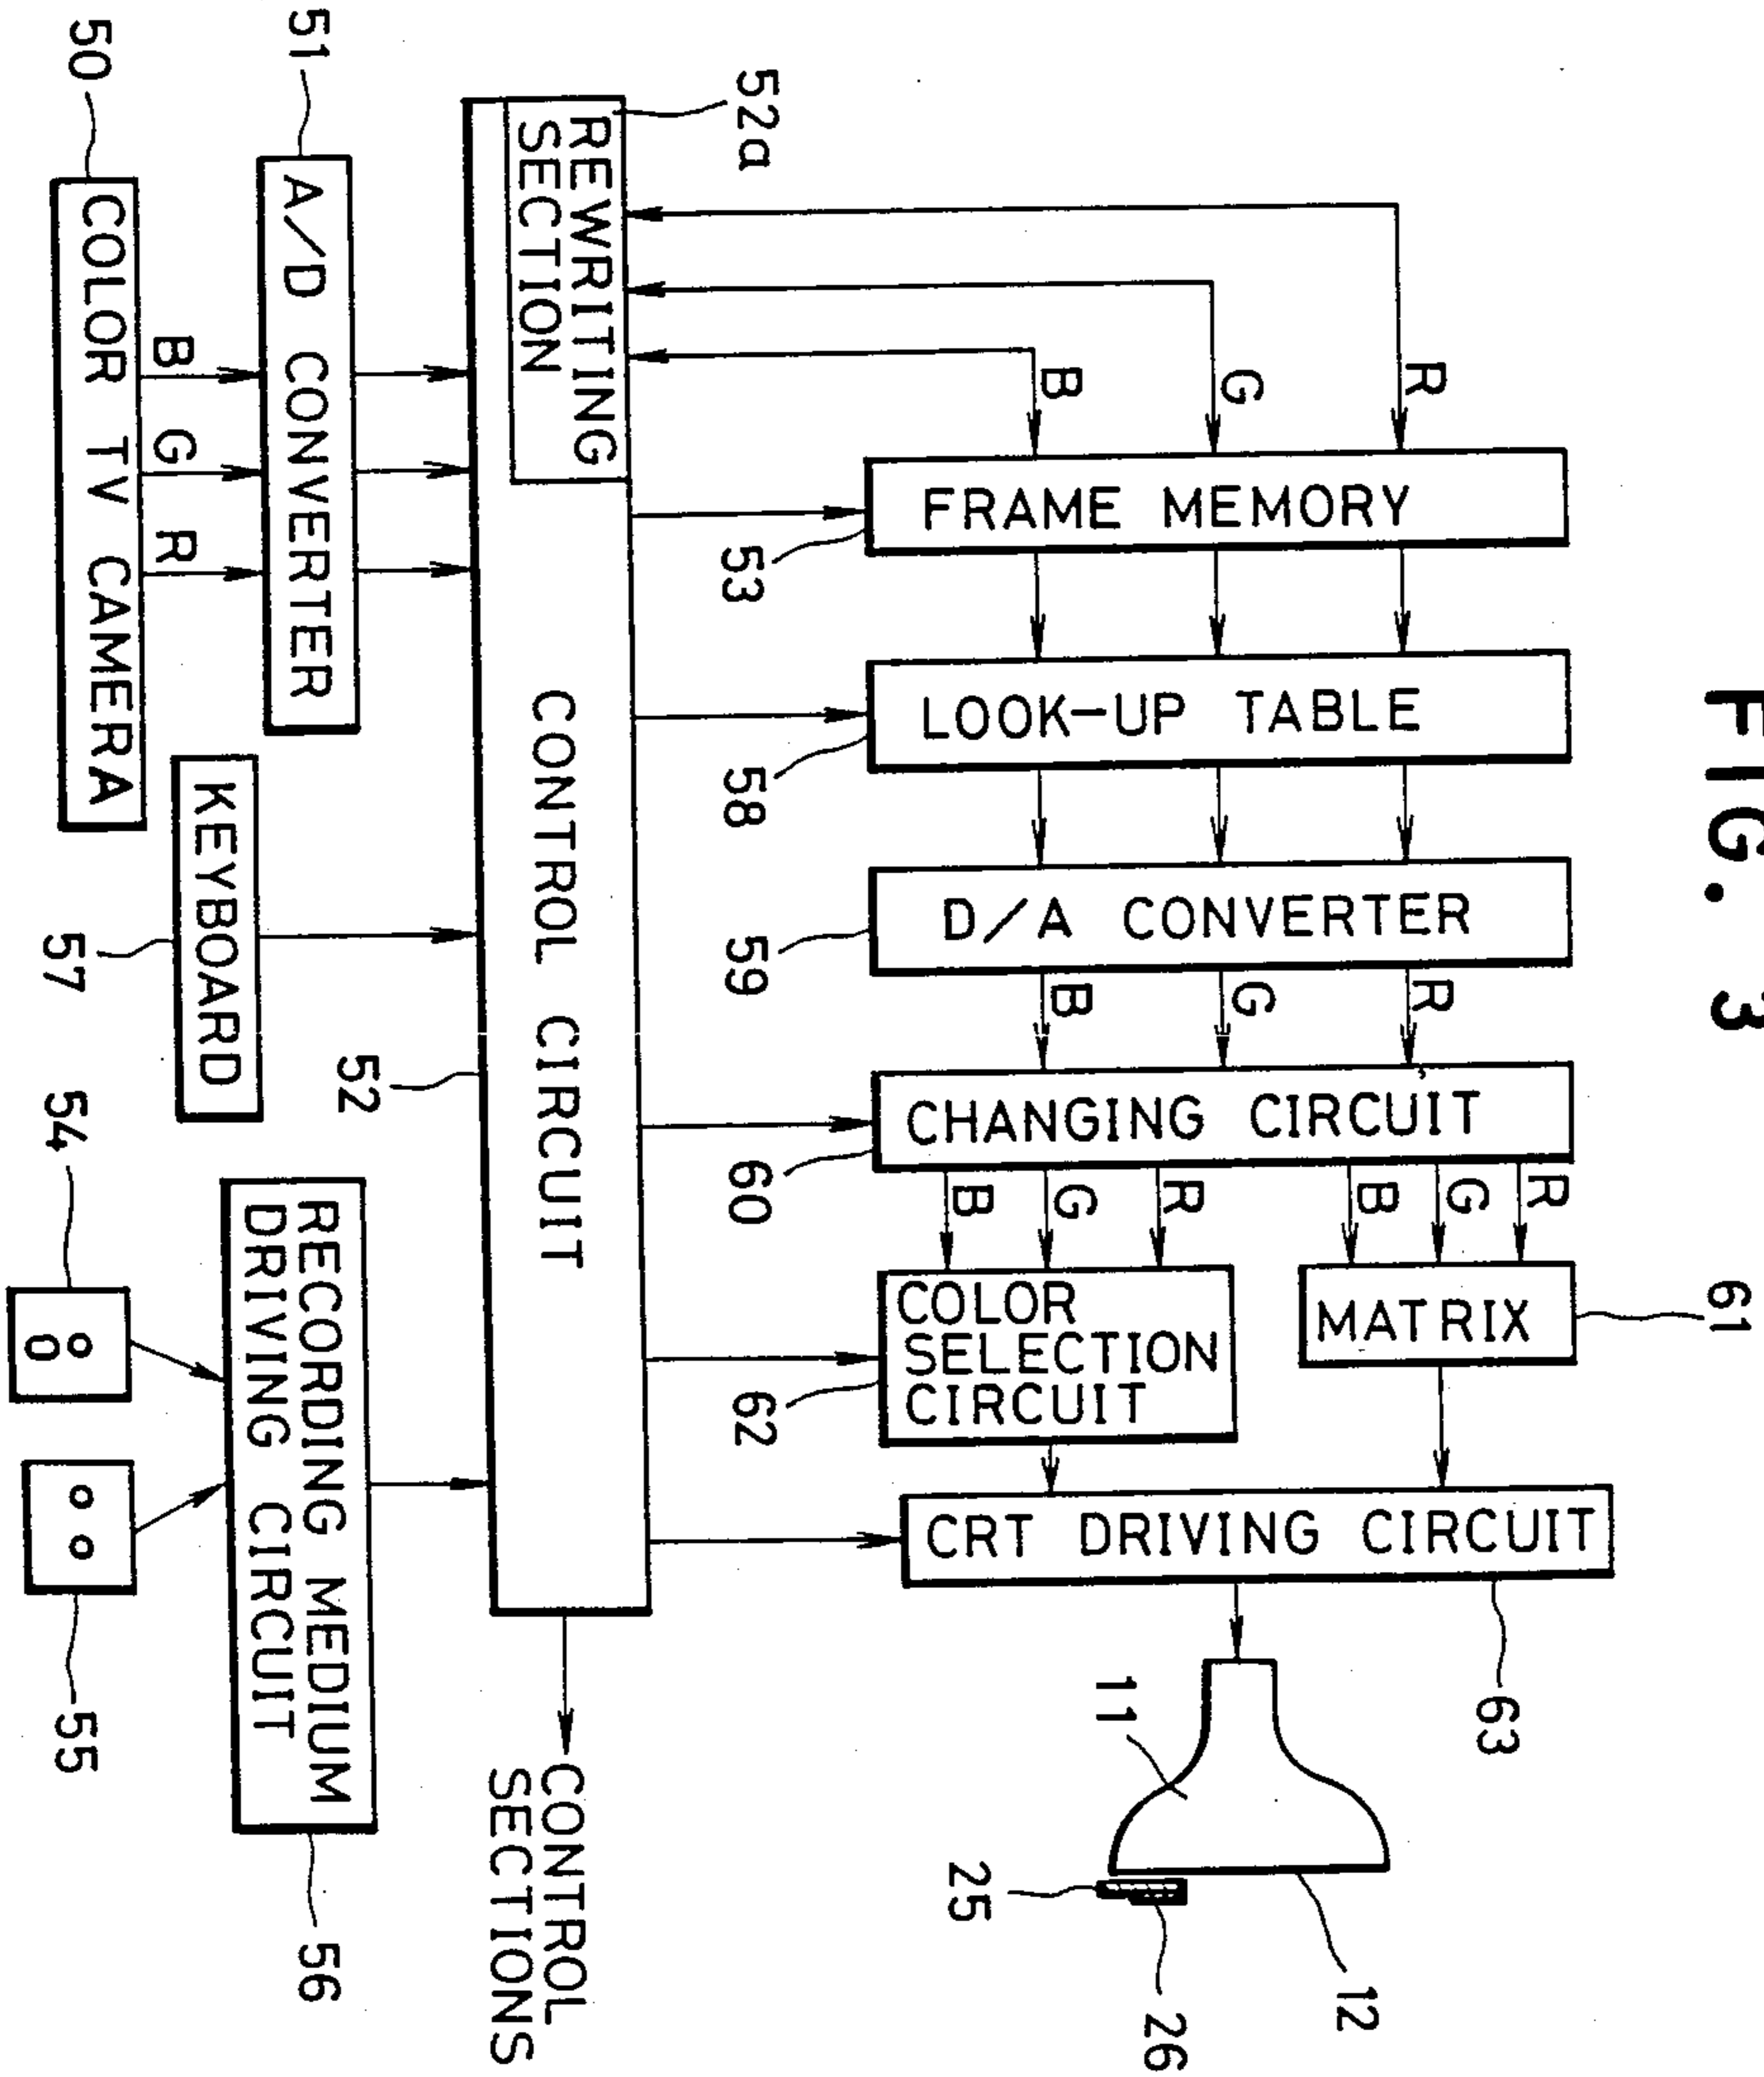 FIG. 3
51
50
52a
A/D CONVERTER
COLOR TV CAMERA
B
G
R
REWRITING
SECTION
R
G
B
FRAME MEMORY
53
LOOK-UP TABLE
58
D/A CONVERTER
59
R
G
B
CHANGING CIRCUIT
60
B
G
R
B
G
R
MATRIX
61
COLOR
SELECTION
CIRCUIT
62
CRT DRIVING CIRCUIT
63
CONTROL CIRCUIT
52
KEYBOARD
57
54
55
RECORDING MEDIUM
DRIVING CIRCUIT
56
CONTROL
SECTIONS
11
12
25
26